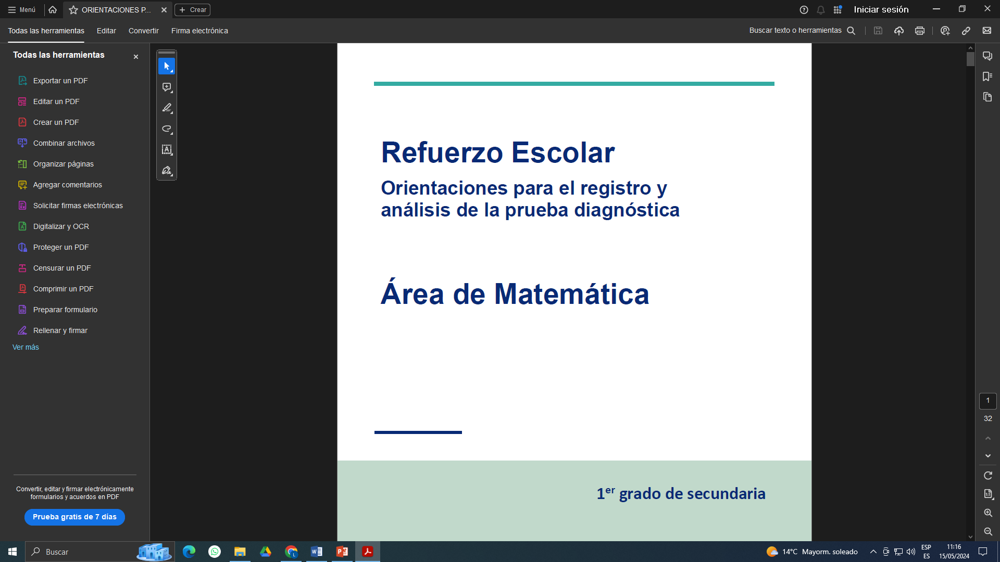 Menú
ORIENTACIONES P...
Crear
Iniciar sesión
Todas las herramientas
Editar
Convertir
Firma electrónica
Buscar texto o herramientas
Todas las herramientas
Exportar un PDF
Editar un PDF
Crear un PDF
Combinar archivos
Organizar páginas
Agregar comentarios
Solicitar firmas electrónicas
Digitalizar y OCR
Proteger un PDF
Censurar un PDF
Comprimir un PDF
Preparar formulario
Rellenar y firmar
Ver más
Convertir, editar y firmar electrónicamente
formularios y acuerdos en PDF
Prueba gratis de 7 días
Refuerzo Escolar
Orientaciones para el registro y
análisis de la prueba diagnóstica
Área de Matemática
1er grado de secundaria
1
32
Buscar
14°C Mayorm. soleado
ESP
ES
11:16
15/05/2024